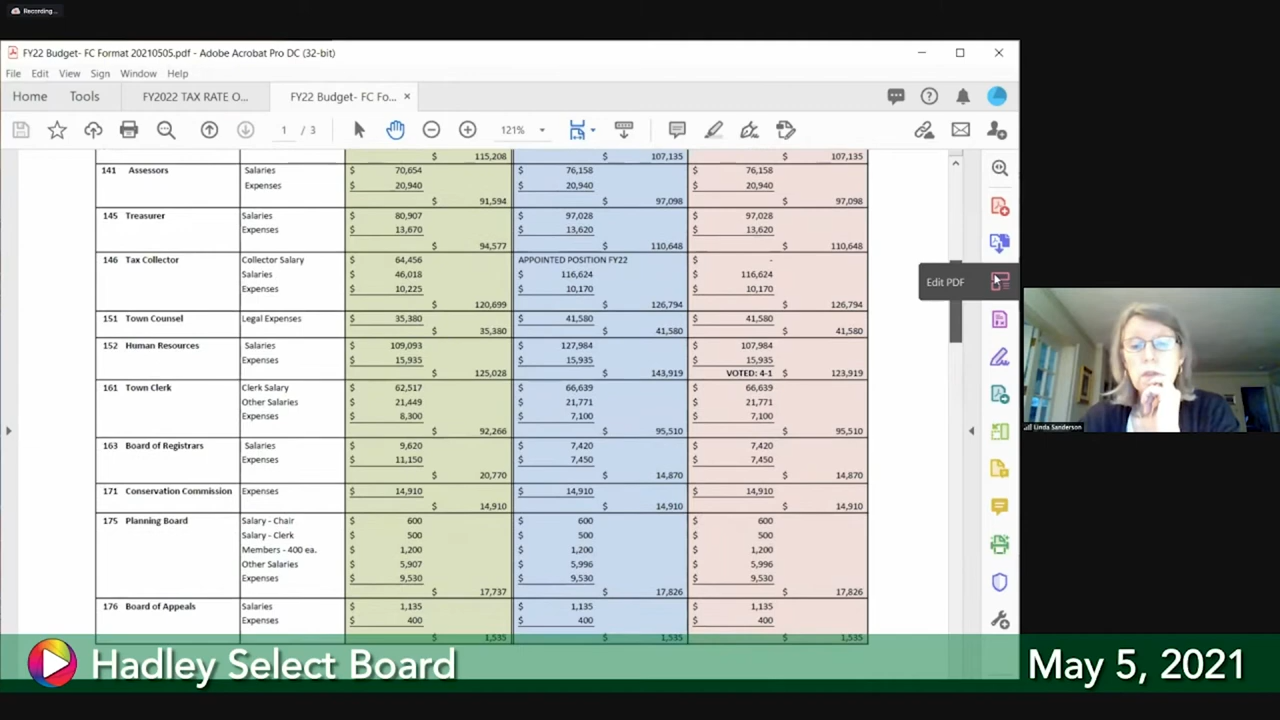 Recording...
FY22 Budget- FC Format 20210505.pdf - Adobe Acrobat Pro DC (32-bit)
File Edit View Sign Window Help
Home Tools FY2022 TAX RATE O... FY22 Budget- FC Fo... ×
1 / 3 121%
$ 115,208 $ 107,135 $ 107,135
141 Assessors Salaries $ 70,654 $ 76,158 $ 76,158
Expenses $ 20,940 $ 20,940 $ 20,940
$ 91,594 $ 97,098 $ 97,098
145 Treasurer Salaries $ 80,907 $ 97,028 $ 97,028
Expenses $ 13,670 $ 13,620 $ 13,620
$ 94,577 $ 110,648 $ 110,648
146 Tax Collector Collector Salary $ 64,456 APPOINTED POSITION FY22 $ -
Salaries $ 46,018 $ 116,624 $ 116,624
Expenses $ 10,225 $ 10,170 $ 10,170
$ 120,699 $ 126,794 $ 126,794
Edit PDF
151 Town Counsel Legal Expenses $ 35,380 $ 41,580 $ 41,580
$ 35,380 $ 41,580 $ 41,580
152 Human Resources Salaries $ 109,093 $ 127,984 $ 107,984
Expenses $ 15,935 $ 15,935 $ 15,935
$ 125,028 $ 143,919 VOTED: 4-1 $ 123,919
161 Town Clerk Clerk Salary $ 62,517 $ 66,639 $ 66,639
Other Salaries $ 21,449 $ 21,771 $ 21,771
Expenses $ 8,300 $ 7,100 $ 7,100
$ 92,266 $ 95,510 $ 95,510
163 Board of Registrars Salaries $ 9,620 $ 7,420 $ 7,420
Expenses $ 11,150 $ 7,450 $ 7,450
$ 20,770 $ 14,870 $ 14,870
171 Conservation Commission Expenses $ 14,910 $ 14,910 $ 14,910
$ 14,910 $ 14,910 $ 14,910
175 Planning Board Salary - Chair $ 600 $ 600 $ 600
Salary - Clerk $ 500 $ 500 $ 500
Members - 400 ea. $ 1,200 $ 1,200 $ 1,200
Other Salaries $ 5,907 $ 5,996 $ 5,996
Expenses $ 9,530 $ 9,530 $ 9,530
$ 17,737 $ 17,826 $ 17,826
176 Board of Appeals Salaries $ 1,135 $ 1,135 $ 1,135
Expenses $ 400 $ 400 $ 400
$ 1,535 $ 1,535 $ 1,535
Linda Sanderson
Hadley Select Board
May 5, 2021